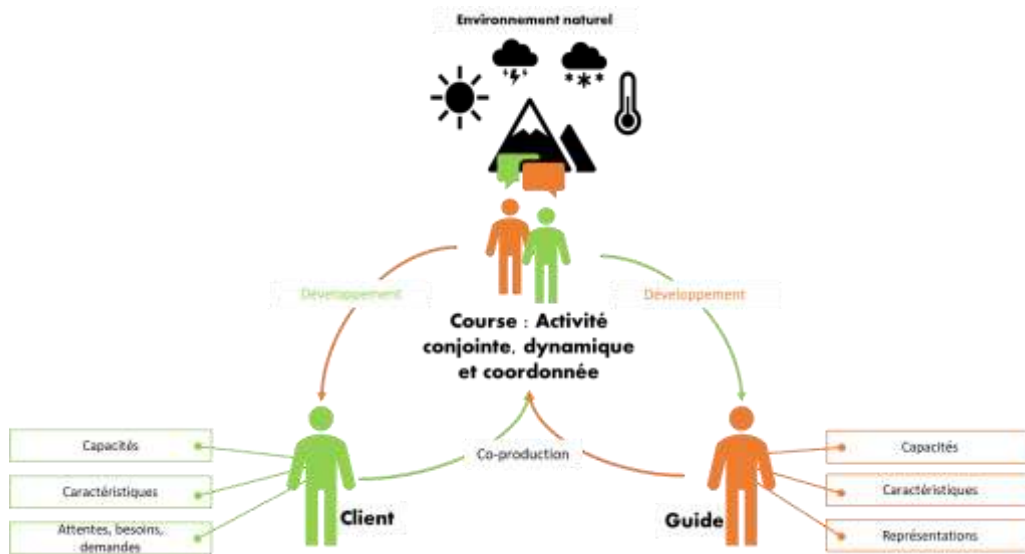 Environnement naturel
Développement
Développement
Course : Activité
conjointe, dynamique
et coordonnée
Capacités
Caractéristiques
Attentes, besoins,
demandes
Client
Co-production
Guide
Capacités
Caractéristiques
Représentations